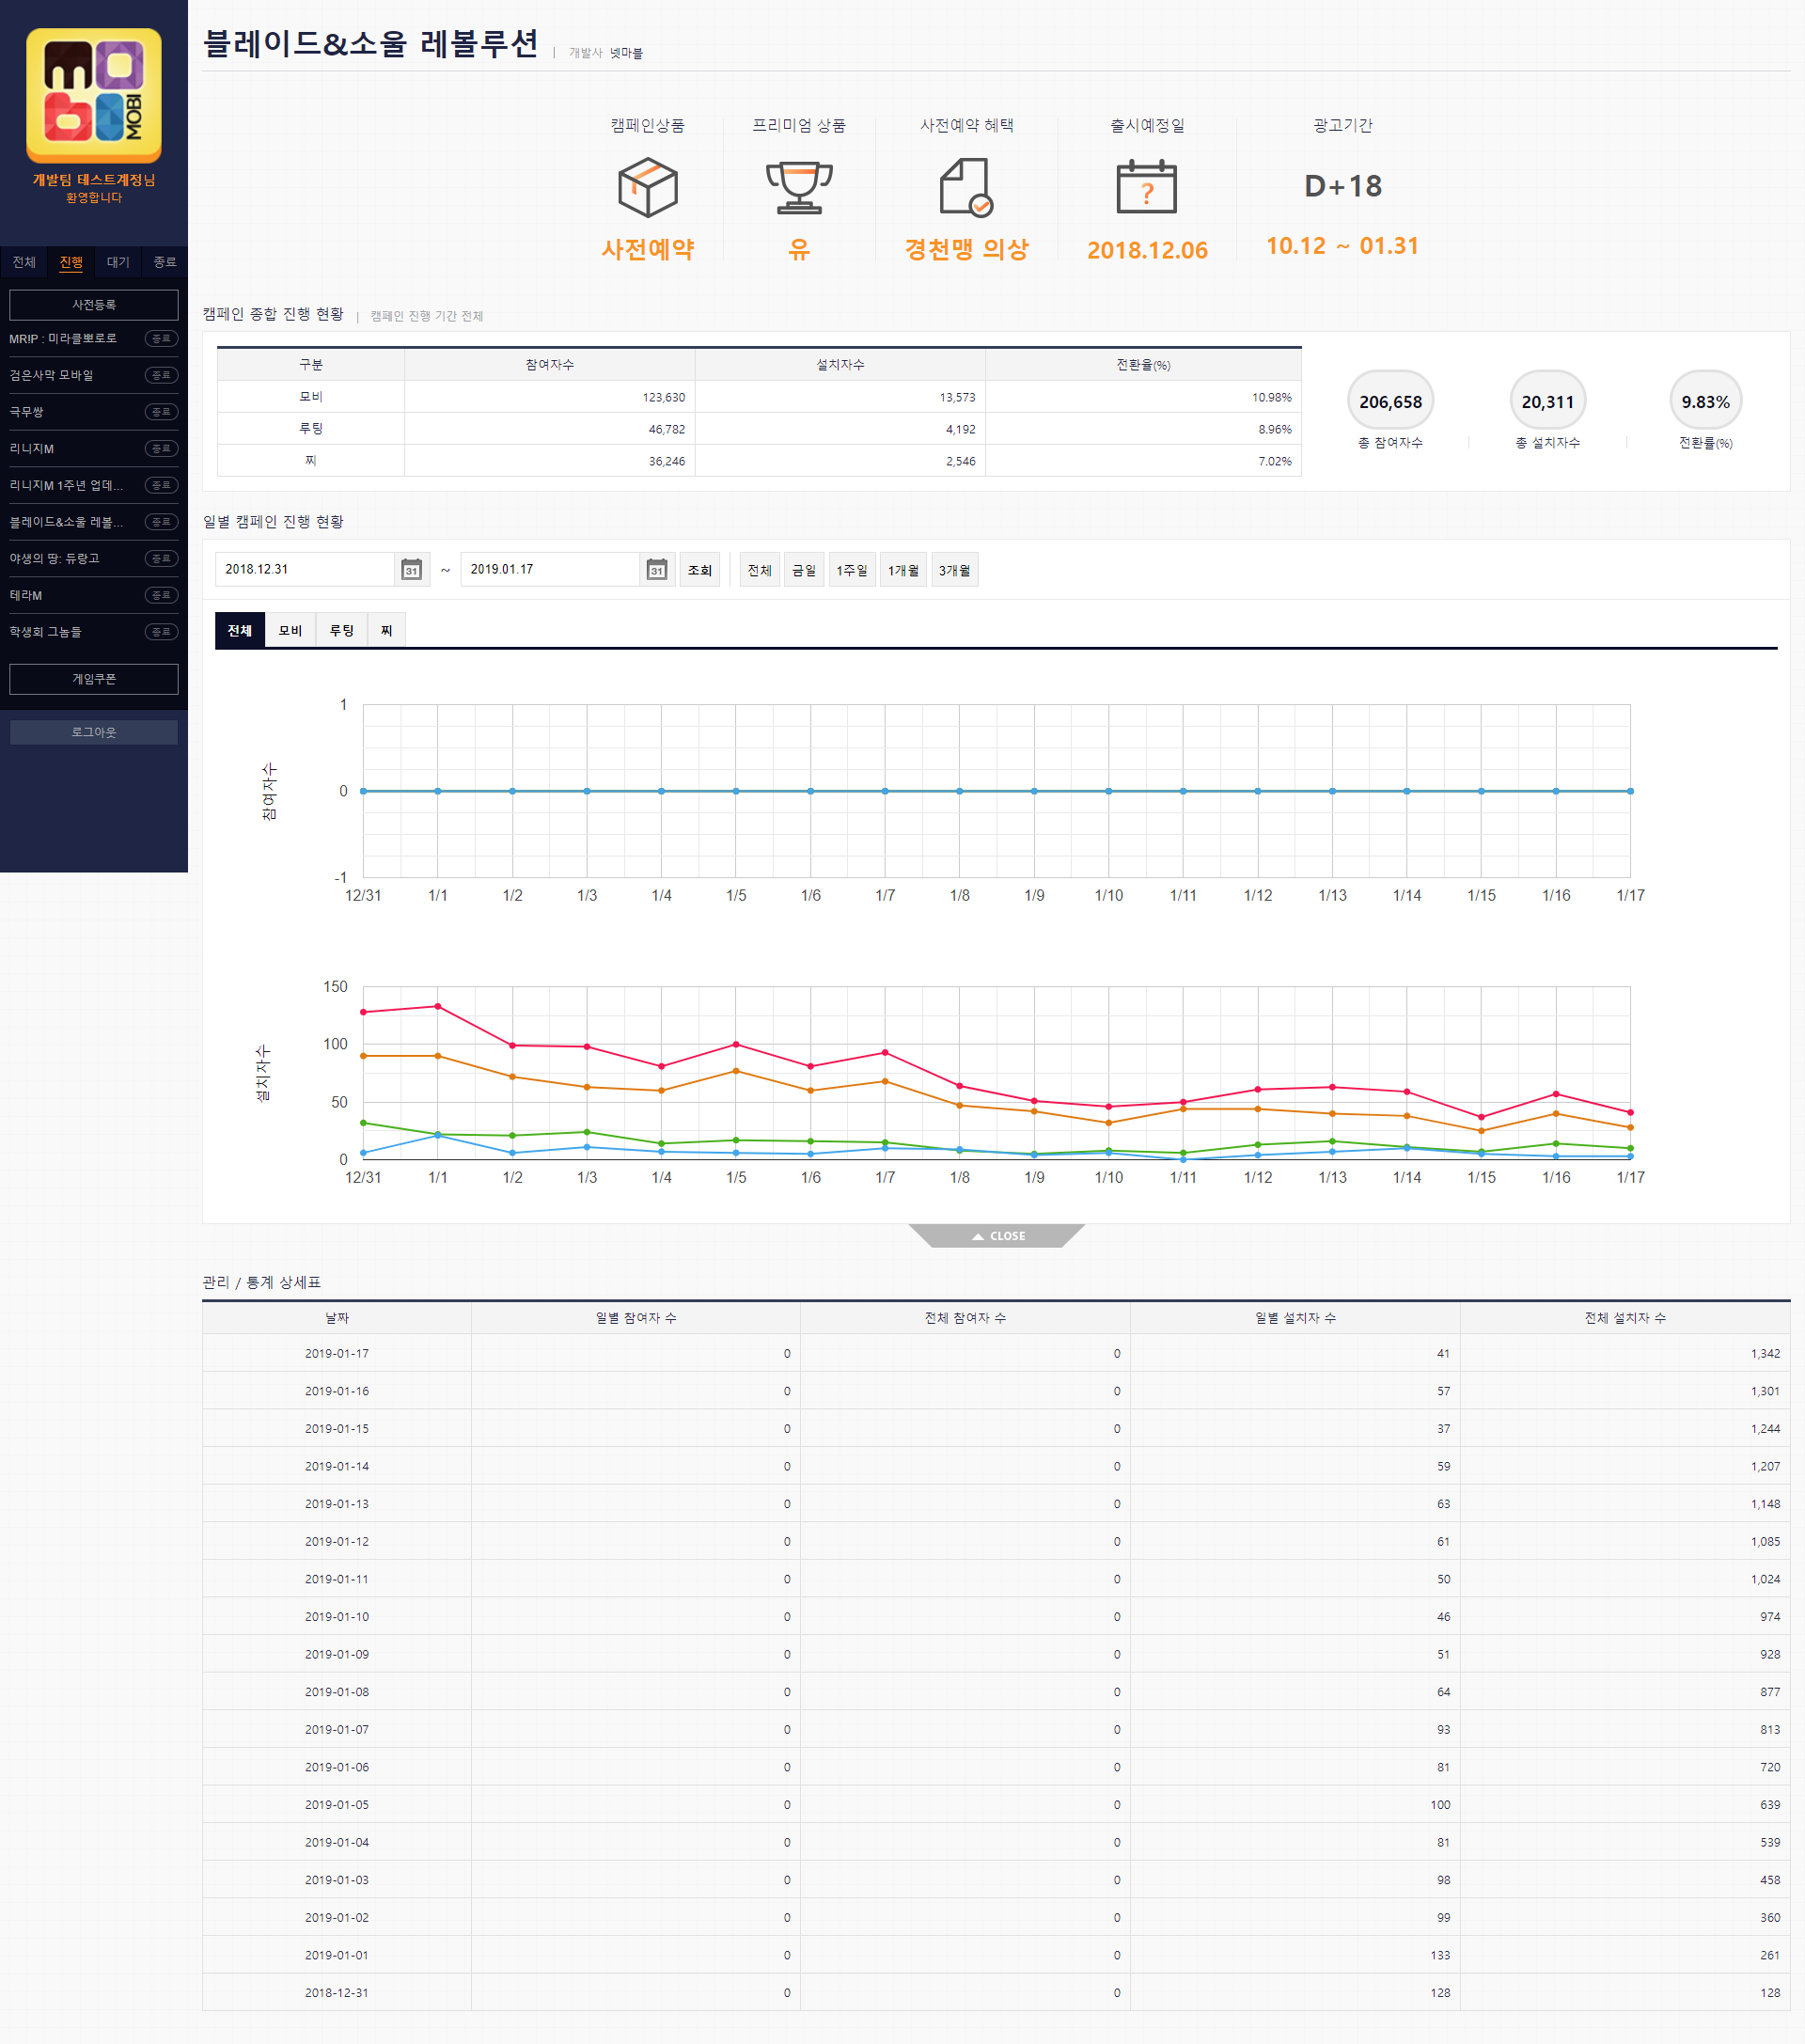 MOBI
개발팀 테스트계정님
환영합니다
전체 진행 대기 종료
사전등록
MR!P : 미라클뽀로로 종료
검은사막 모바일 종료
극무쌍 종료
리니지M 종료
리니지M 1주년 업데... 종료
블레이드&소울 레볼... 종료
야생의 땅: 듀랑고 종료
테라M 종료
학생회 그놈들 종료
게임쿠폰
로그아웃
블레이드&소울 레볼루션 | 개발사 넷마블
캠페인상품 프리미엄 상품 사전예약 혜택 출시예정일 광고기간
? D+18
사전예약 유 경천맹 의상 2018.12.06 10.12 ~ 01.31
캠페인 종합 진행 현황 | 캠페인 진행 기간 전체
구분 참여자수 설치자수 전환율(%)
모비 123,630 13,573 10.98%
루팅 46,782 4,192 8.96%
찌 36,246 2,546 7.02%
206,658 20,311 9.83%
총 참여자수 총 설치자수 전환률(%)
일별 캠페인 진행 현황
2018.12.31 31 ~ 2019.01.17 31 조회 전체 금일 1주일 1개월 3개월
전체 모비 루팅 찌
참여자수
1
0
-1
12/31 1/1 1/2 1/3 1/4 1/5 1/6 1/7 1/8 1/9 1/10 1/11 1/12 1/13 1/14 1/15 1/16 1/17
설치자수
150
100
50
0
12/31 1/1 1/2 1/3 1/4 1/5 1/6 1/7 1/8 1/9 1/10 1/11 1/12 1/13 1/14 1/15 1/16 1/17
CLOSE
관리 / 통계 상세표
날짜 일별 참여자 수 전체 참여자 수 일별 설치자 수 전체 설치자 수
2019-01-17 0 0 41 1,342
2019-01-16 0 0 57 1,301
2019-01-15 0 0 37 1,244
2019-01-14 0 0 59 1,207
2019-01-13 0 0 63 1,148
2019-01-12 0 0 61 1,085
2019-01-11 0 0 50 1,024
2019-01-10 0 0 46 974
2019-01-09 0 0 51 928
2019-01-08 0 0 64 877
2019-01-07 0 0 93 813
2019-01-06 0 0 81 720
2019-01-05 0 0 100 639
2019-01-04 0 0 81 539
2019-01-03 0 0 98 458
2019-01-02 0 0 99 360
2019-01-01 0 0 133 261
2018-12-31 0 0 128 128